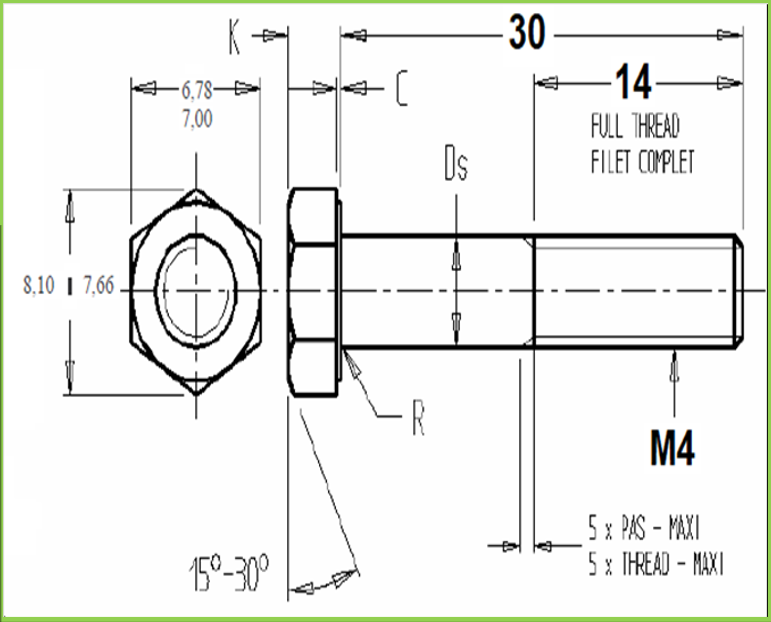 K
30
6,78
7,00
C
14
FULL THREAD
FILET COMPLET
Ds
8,10
7,66
R
M4
5 x PAS - MAXI
5 x THREAD - MAXI
15°-30°